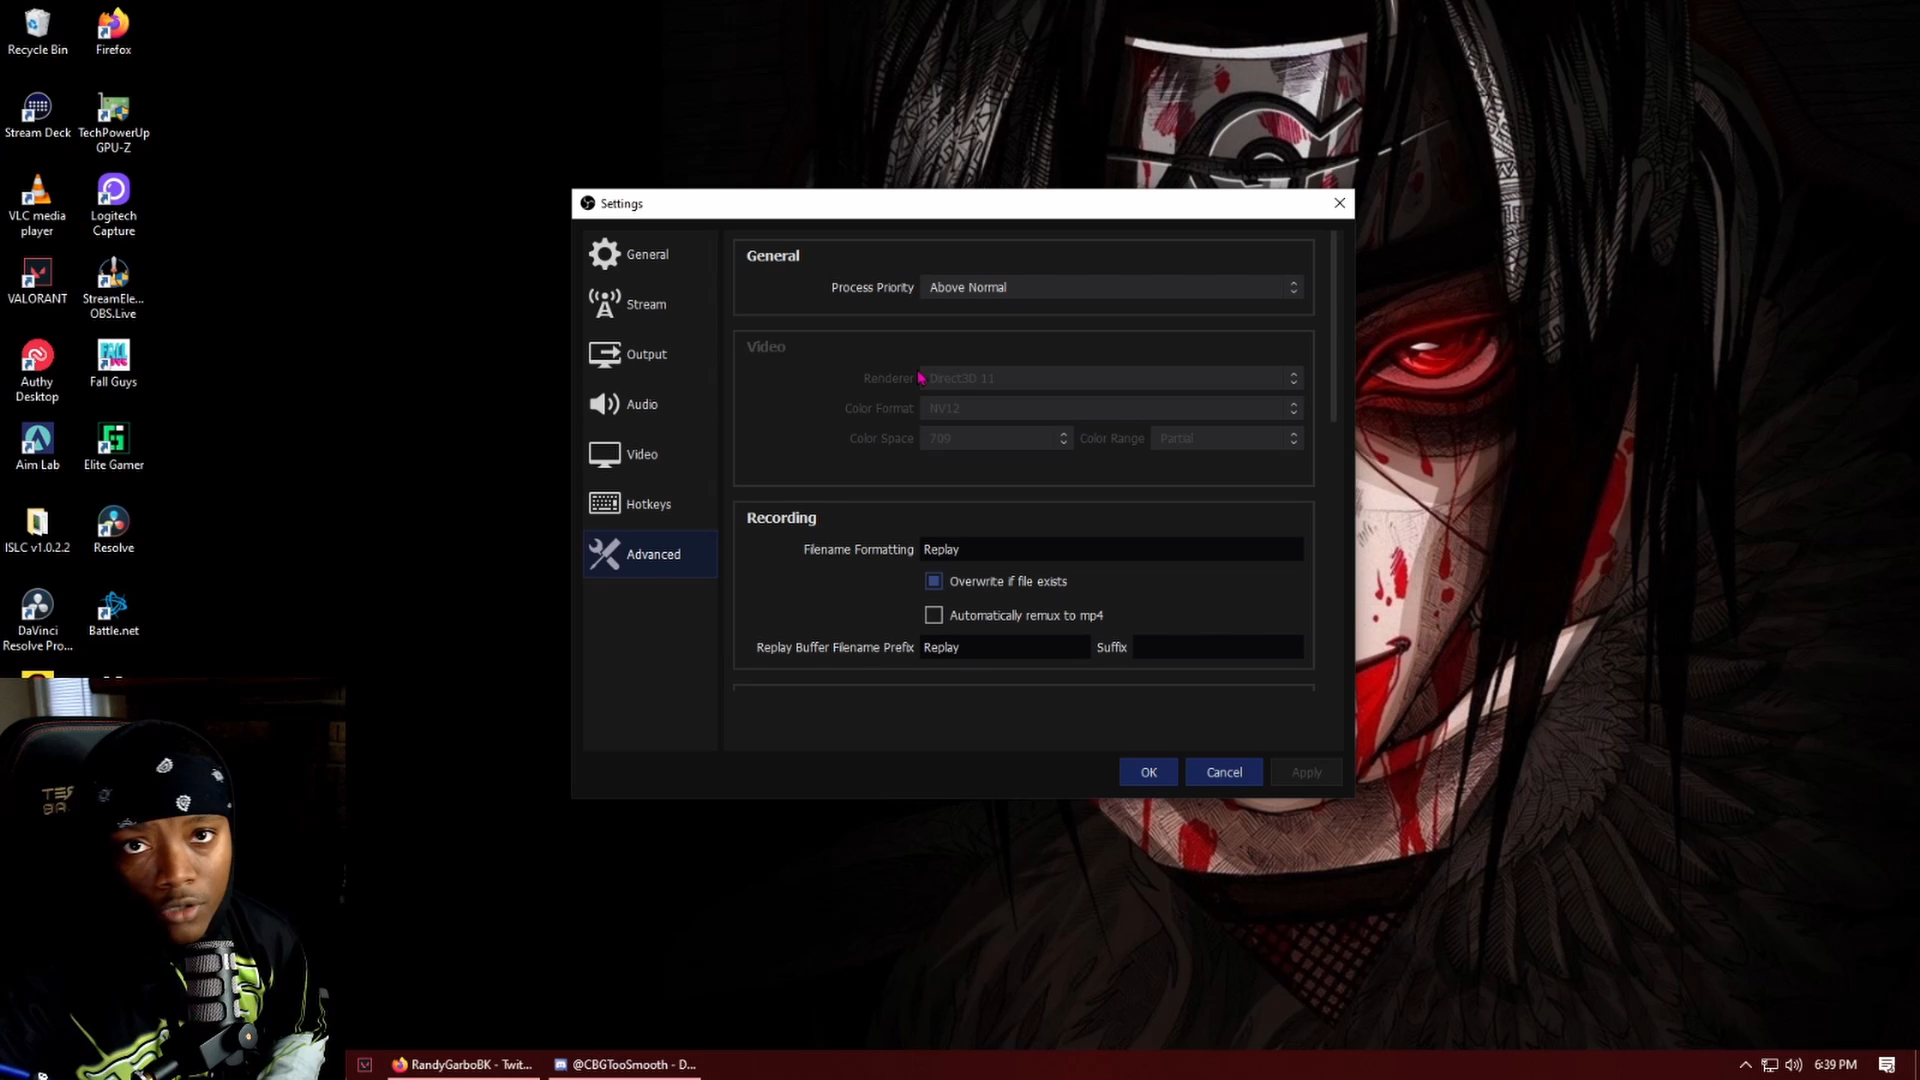 Recycle Bin
Firefox
Stream Deck
TechPowerUp
GPU-Z
VLC media
player
Logitech
Capture
VALORANT
StreamEle...
OBS.Live
Authy
Desktop
Fall Guys
Aim Lab
Elite Gamer
ISLC v1.0.2.2
Resolve
DaVinci
Resolve Pro...
Battle.net
Settings
General
Stream
Output
Audio
Video
Hotkeys
Advanced
General
Process Priority Above Normal
Video
Renderer Direct3D 11
Color Format NV12
Color Space 709 Color Range Partial
Recording
Filename Formatting Replay
Overwrite if file exists
Automatically remux to mp4
Replay Buffer Filename Prefix Replay Suffix
OK Cancel Apply
RandyGarboBK - Twit...
@CBGTooSmooth - D...
6:39 PM